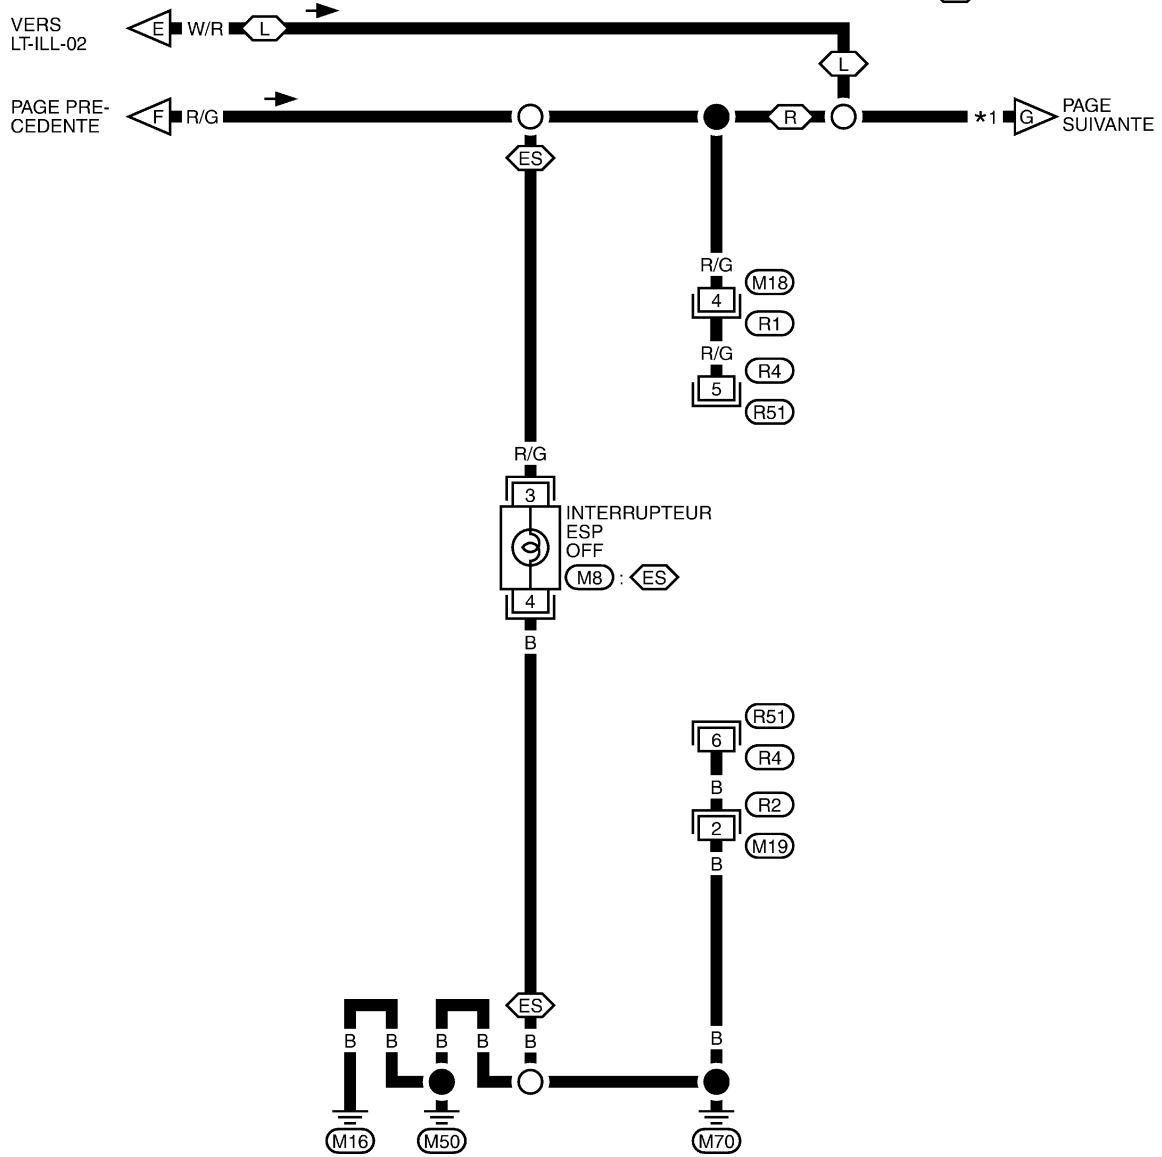 VERS
LT-ILL-02
E W/R L
L
PAGE PRE-
CEDENTE
F R/G
R
*1 G
PAGE
SUIVANTE
ES
R/G
4
M18
R1
R/G
5
R4
R51
R/G
3
INTERRUPTEUR
ESP
OFF
M8 : ES
4
B
R51
6
R4
B
R2
2
M19
B
ES
B B B B B B
M16 M50 M70